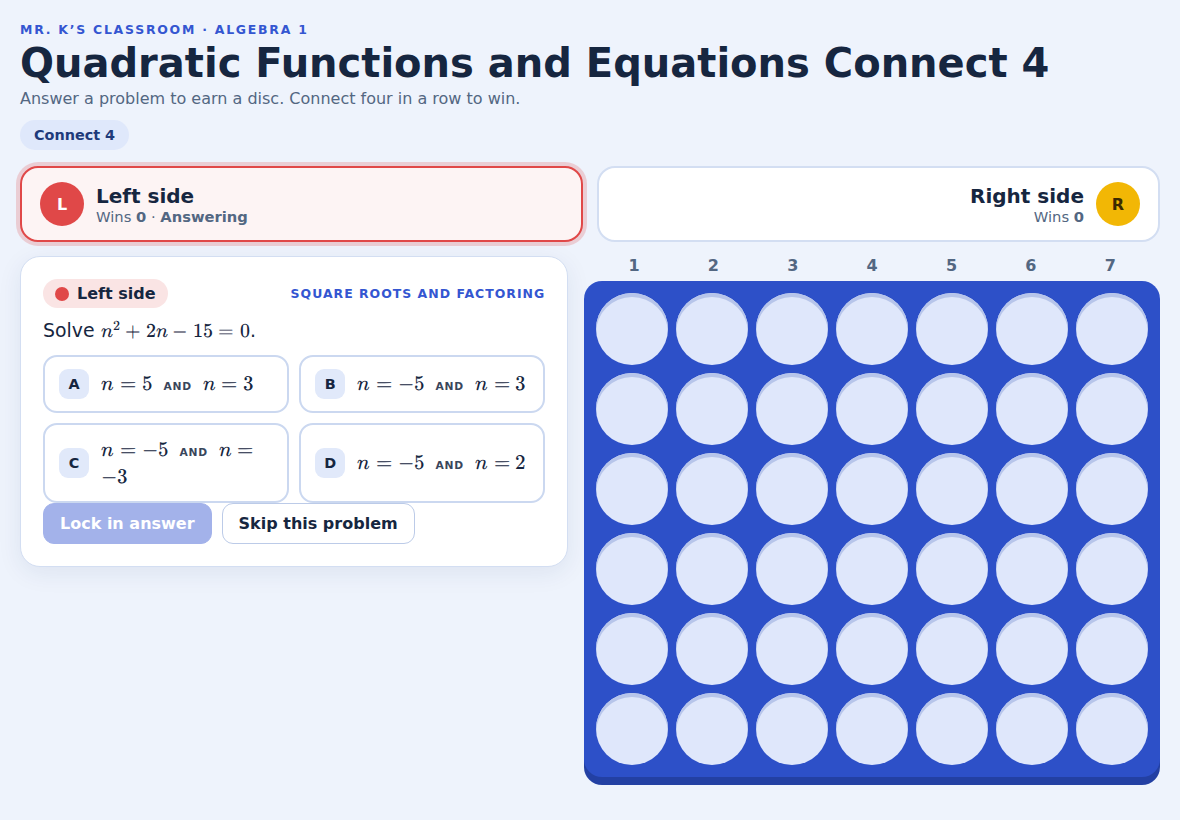 MR. K’S CLASSROOM · ALGEBRA 1
Quadratic Functions and Equations Connect 4
Answer a problem to earn a disc. Connect four in a row to win.
Connect 4
L
Left side
Wins 0 · Answering
Right side
Wins 0
R
Left side
SQUARE ROOTS AND FACTORING
Solve n² + 2n − 15 = 0.
A n = 5 AND n = 3
B n = −5 AND n = 3
C n = −5 AND n =
−3
D n = −5 AND n = 2
Lock in answer
Skip this problem
1 2 3 4 5 6 7